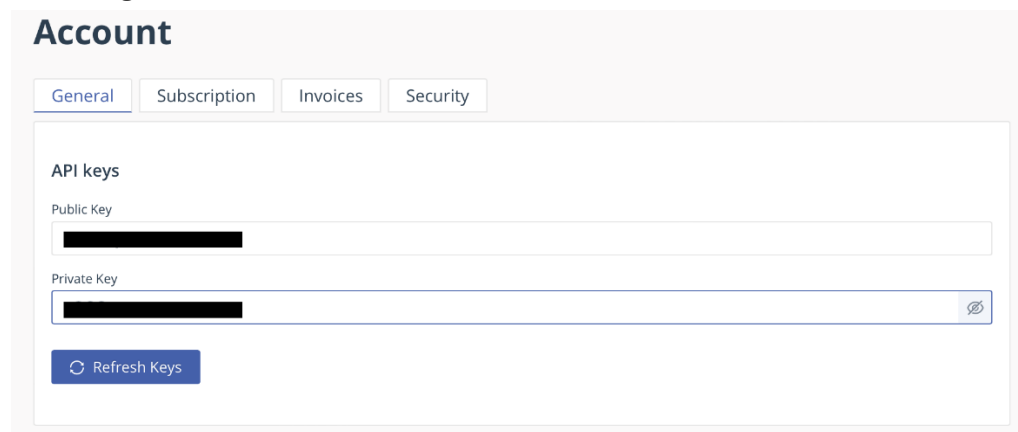 Account
General Subscription Invoices Security
API keys
Public Key
Private Key
Refresh Keys